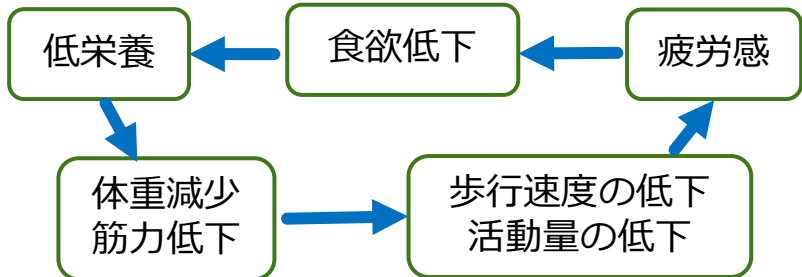 低栄養
食欲低下
疲労感
体重減少
筋力低下
歩行速度の低下
活動量の低下